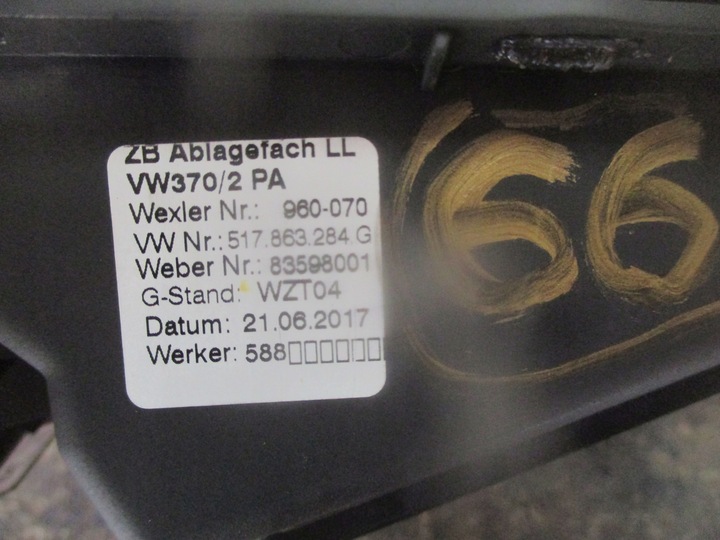 ZB Ablagefach LL
VW370/2 PA
Wexler Nr.: 960-070
VW Nr.: 517.863.284.G
Weber Nr.: 83598001
G-Stand: WZT04
Datum: 21.06.2017
Werker: 588□□□□□□
66